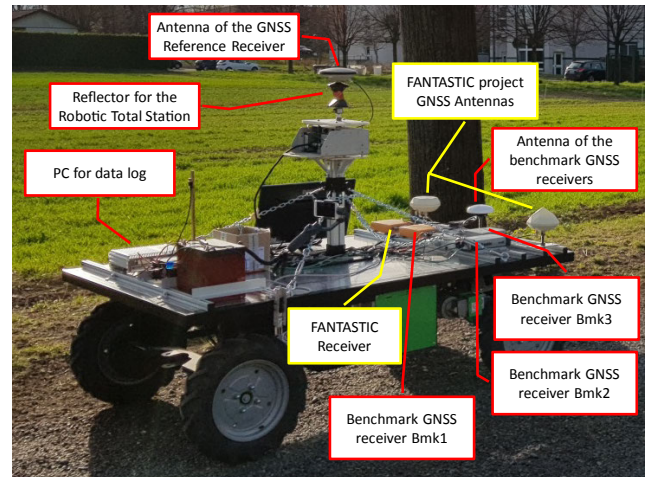 Antenna of the GNSS
Reference Receiver
FANTASTIC project
GNSS Antennas
Reflector for the
Robotic Total Station
Antenna of the
benchmark GNSS
receivers
PC for data log
Benchmark GNSS
receiver Bmk3
FANTASTIC
Receiver
Benchmark GNSS
receiver Bmk2
Benchmark GNSS
receiver Bmk1